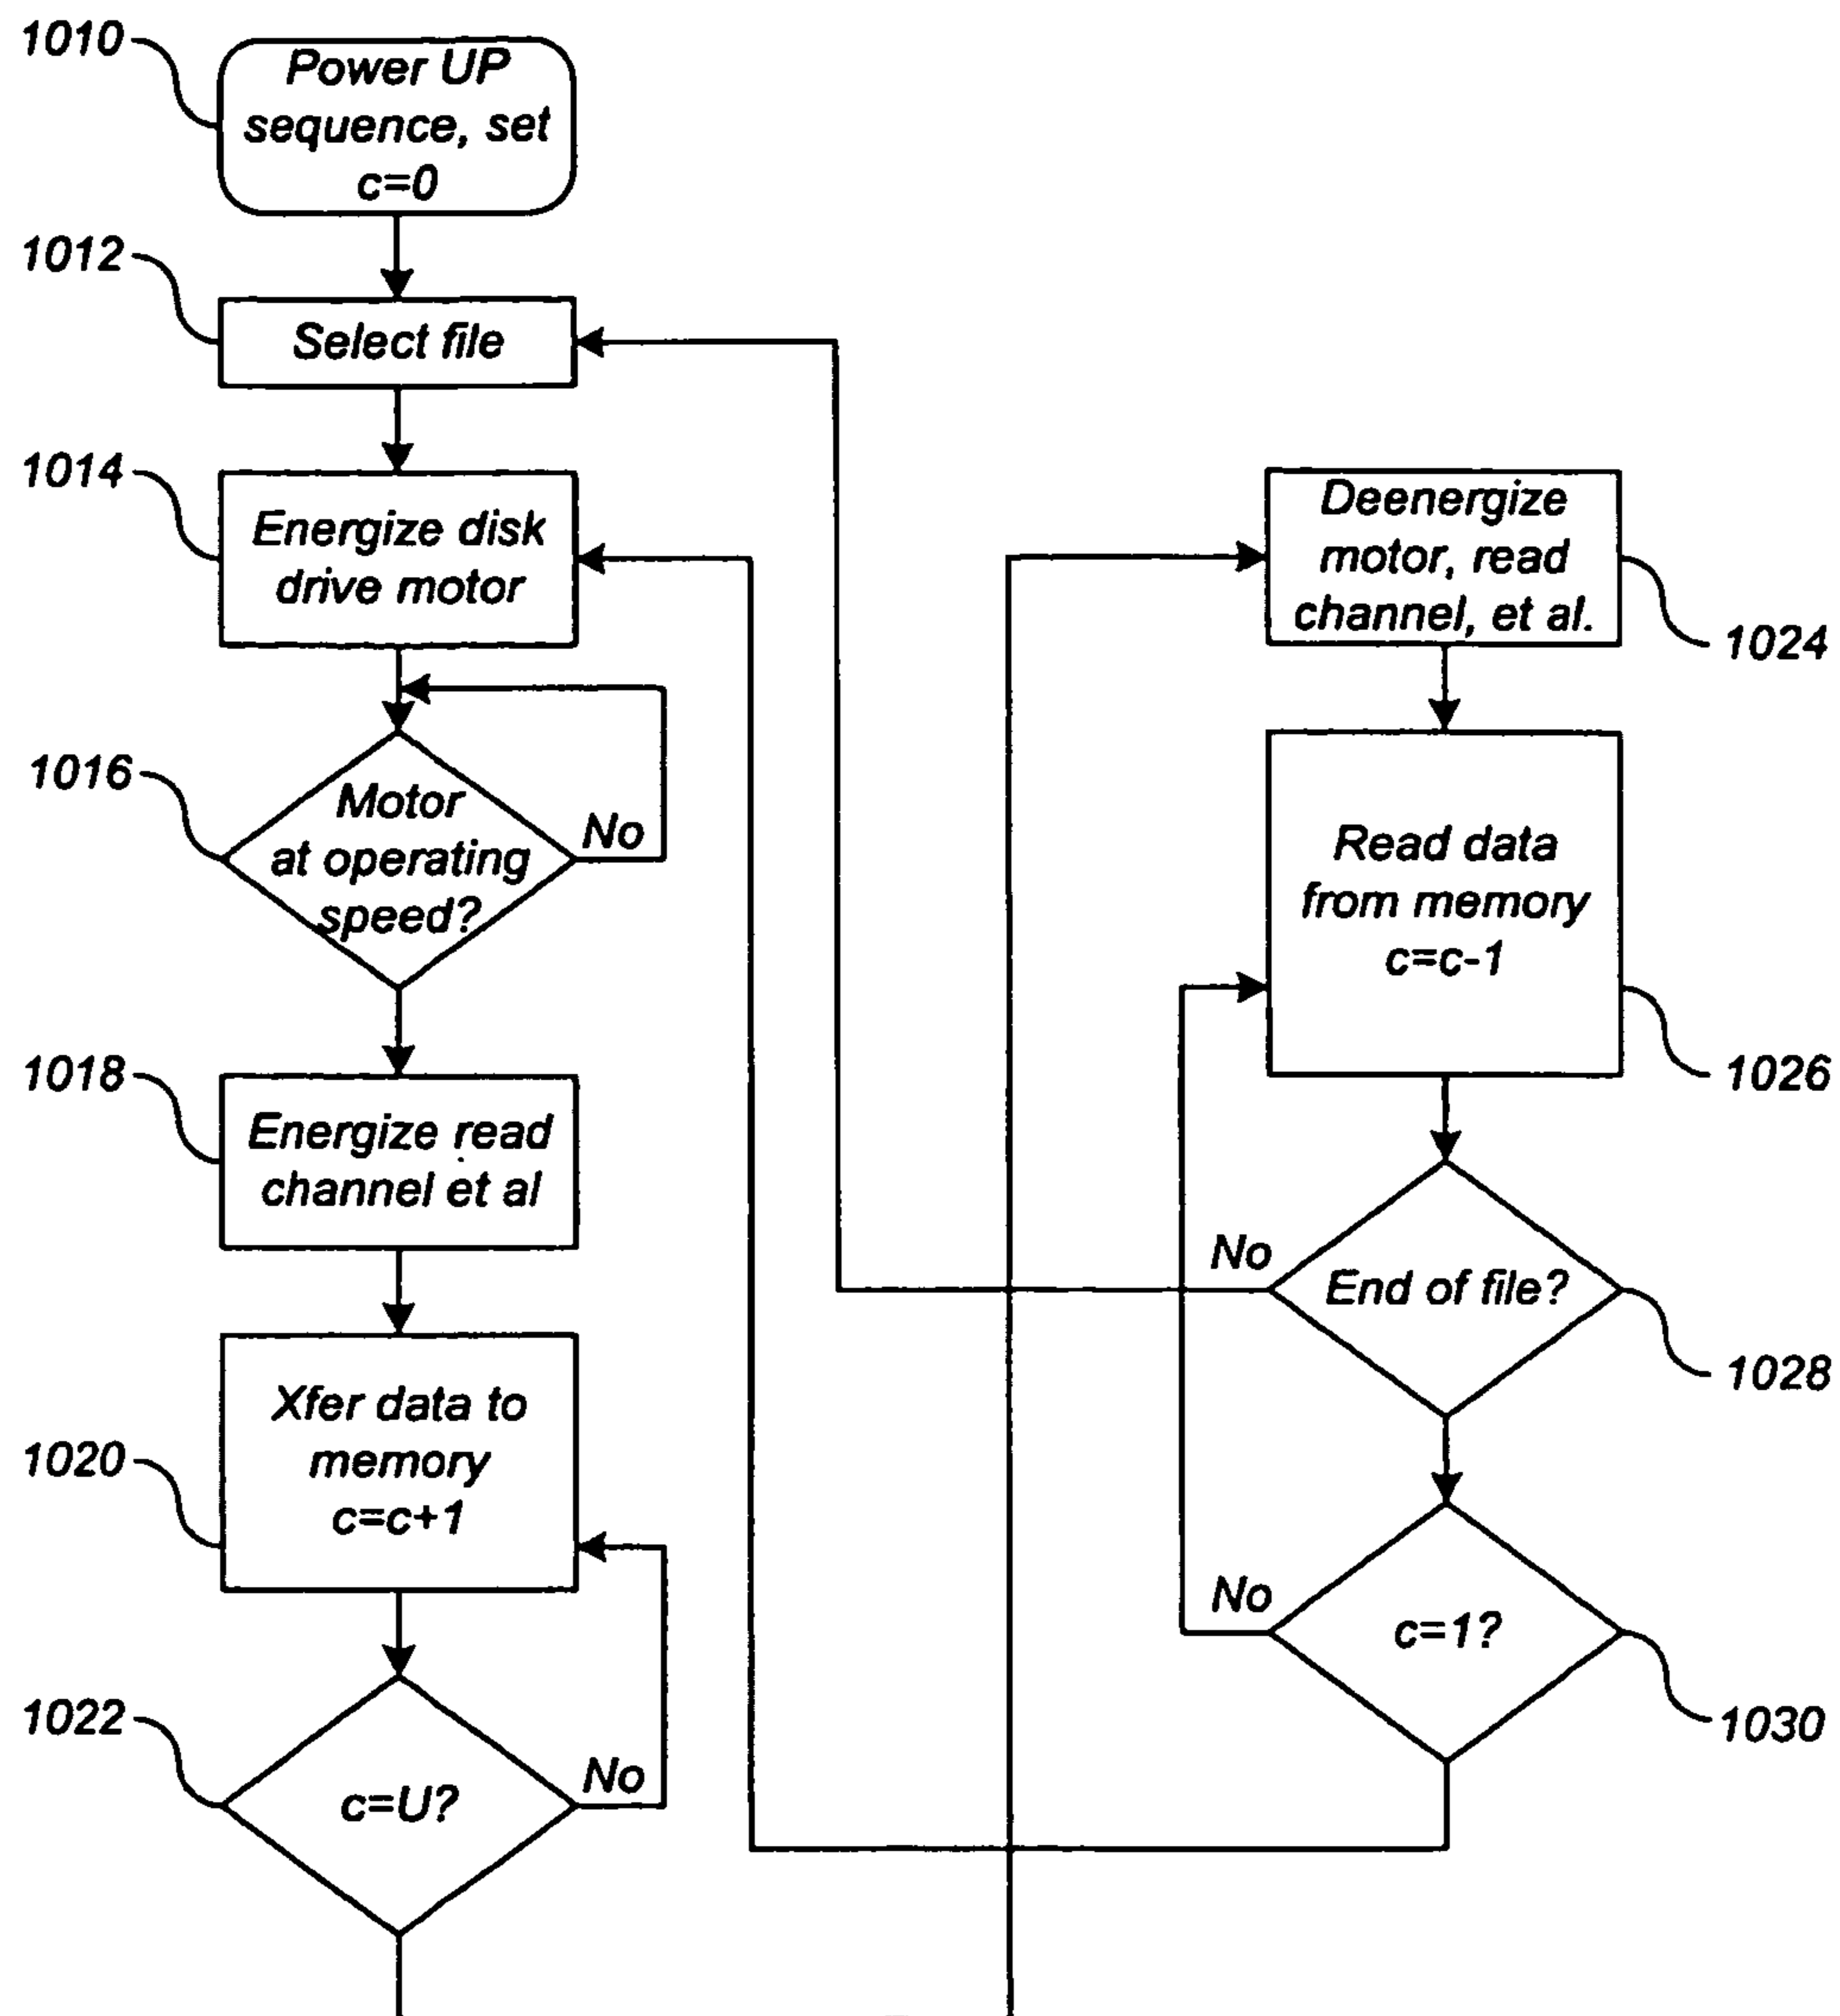 1010
Power UP
sequence, set
c=0
1012
Select file
1014
Energize disk
drive motor
1016
Motor
at operating
speed?
No
1018
Energize read
channel et al
1020
Xfer data to
memory
c=c+1
1022
c=U?
No
Deenergize
motor, read
channel, et al.
1024
Read data
from memory
c=c-1
1026
No
End of file?
1028
No
c=1?
1030